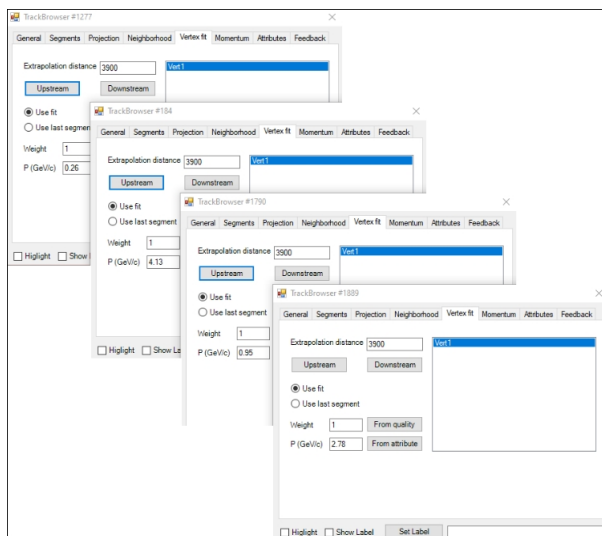 TrackBrowser #1277
General Segments Projection Neighborhood Vertex fit Momentum Attributes Feedback
Extrapolation distance 3900 Vert1
Upstream Downstream
Use fit
Use last segmen
Weight 1
P (GeV/c) 0.26
Higlight Show
TrackBrowser #184
General Segments Projection Neighborhood Vertex fit Momentum Attributes Feedback
Extrapolation distance 3900 Vert1
Upstream Downstream
Use fit
Use last segment
Weight 1
P (GeV/c) 4.13
Higlight Show La
TrackBrowser #1790
General Segments Projection Neighborhood Vertex fit Momentum Attributes Feedback
Extrapolation distance 3900 Vert1
Upstream Downstream
Use fit
Use last segment
Weight 1
P (GeV/c) 0.95
TrackBrowser #1889
General Segments Projection Neighborhood Vertex fit Momentum Attributes Feedback
Extrapolation distance 3900 Vert1
Upstream Downstream
Use fit
Use last segment
Weight 1 From quality
P (GeV/c) 2.78 From attribute
Higlight Show Label Set Label